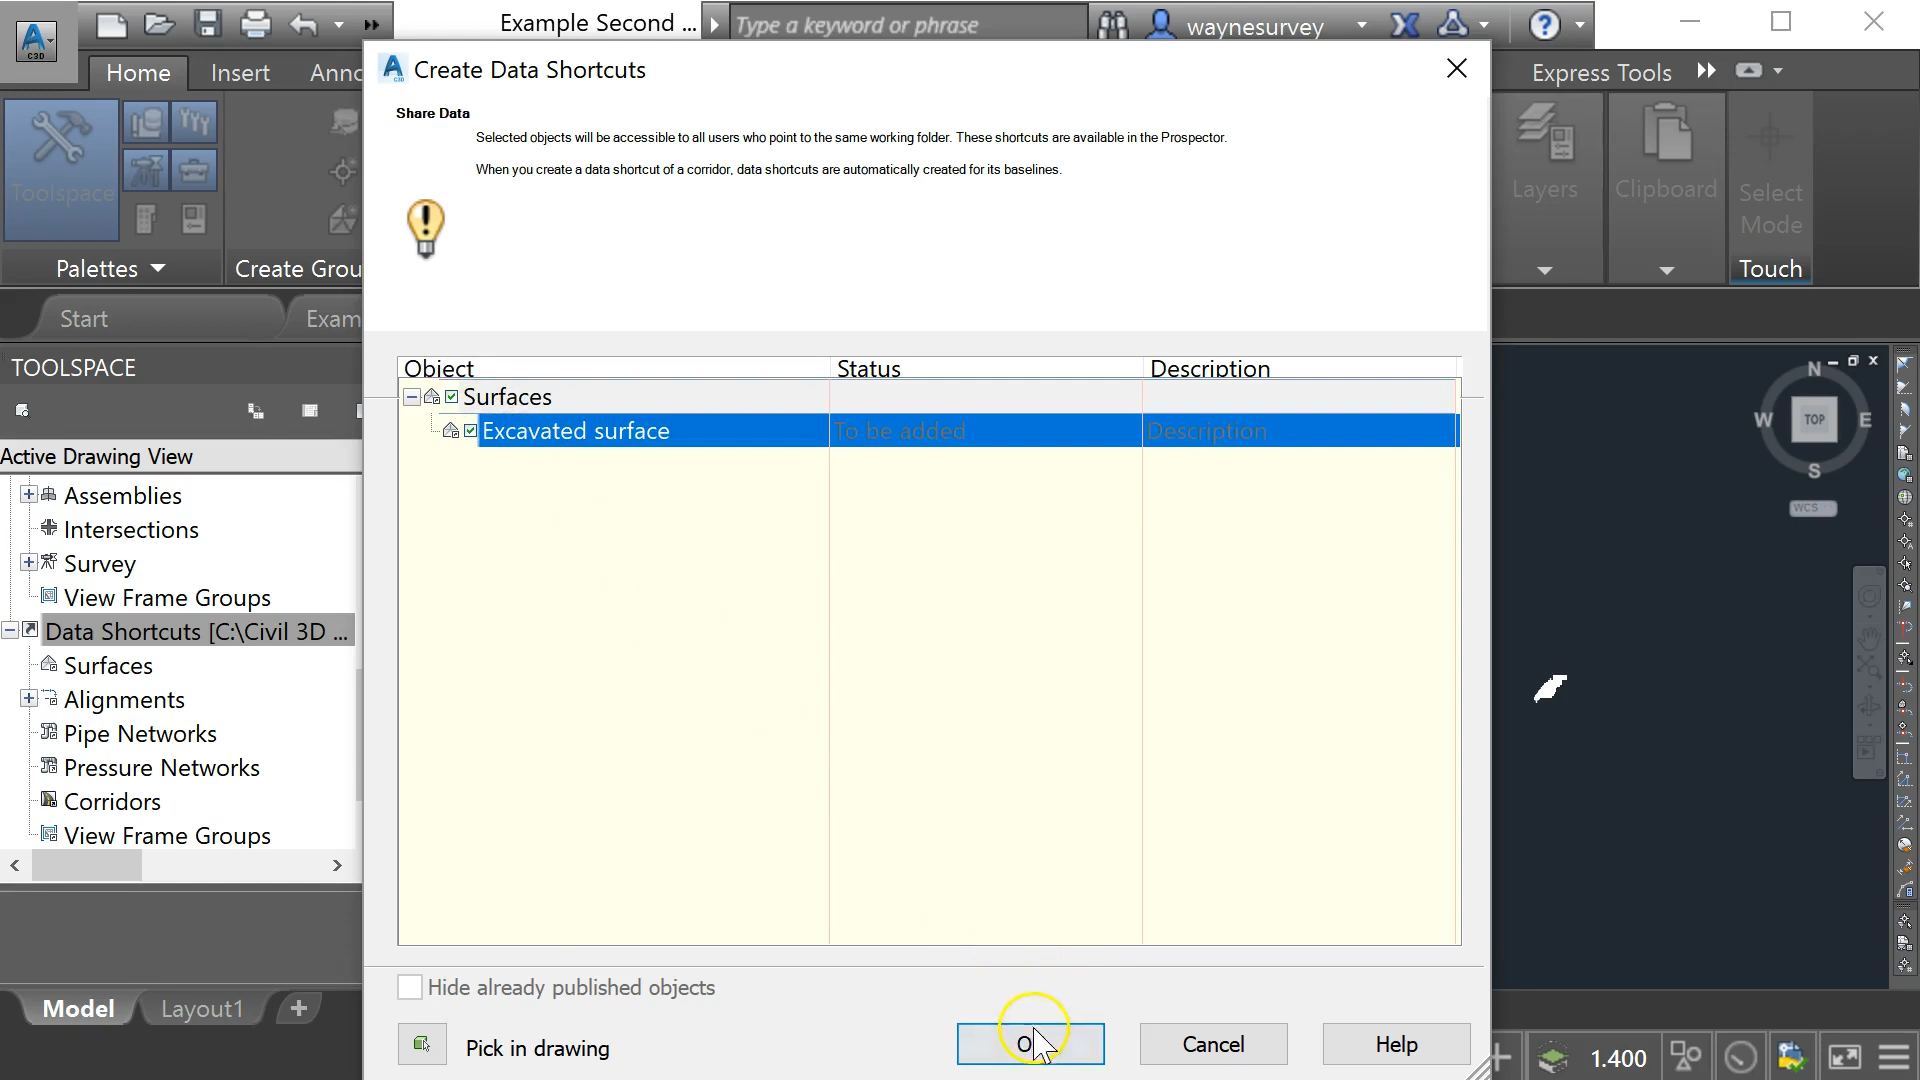 Example Second ...
Type a keyword or phrase
waynesurvey
C3D
Home
Insert
Anno
Express Tools
Create Data Shortcuts
Share Data
Selected objects will be accessible to all users who point to the same working folder. These shortcuts are available in the Prospector.
When you create a data shortcut of a corridor, data shortcuts are automatically created for its baselines.
Toolspace
Palettes
Create Grou
Layers
Clipboard
Select
Mode
Touch
Start
Exam
TOOLSPACE
Active Drawing View
Assemblies
Intersections
Survey
View Frame Groups
Data Shortcuts [C:\Civil 3D ...
Surfaces
Alignments
Pipe Networks
Pressure Networks
Corridors
View Frame Groups
Object
Status
Description
Surfaces
Excavated surface
To be added
Description
N
W
TOP
E
S
WCS
Hide already published objects
Pick in drawing
Cancel
Help
Model
Layout1
1.400